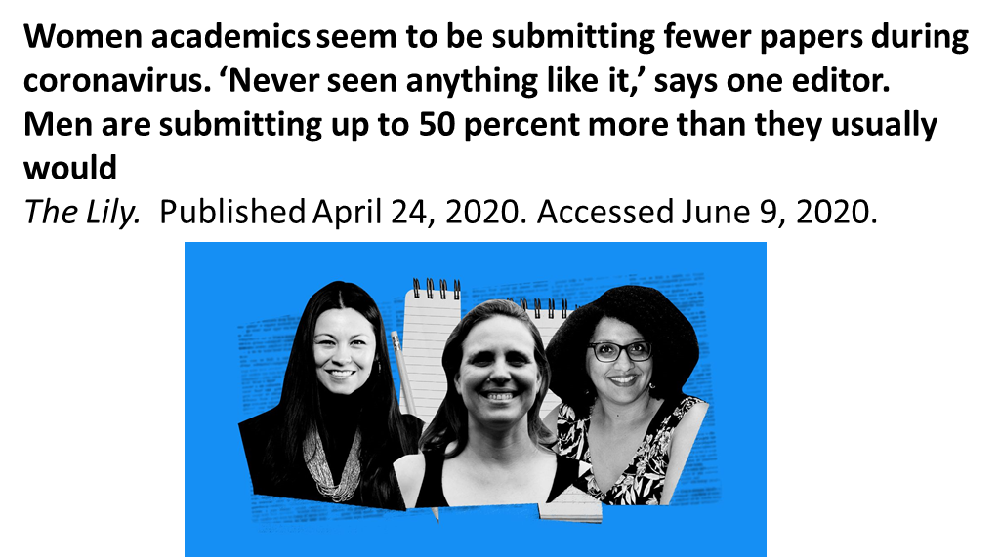 Women academics seem to be submitting fewer papers during
coronavirus. ‘Never seen anything like it,’ says one editor.
Men are submitting up to 50 percent more than they usually
would
The Lily.  Published April 24, 2020. Accessed June 9, 2020.